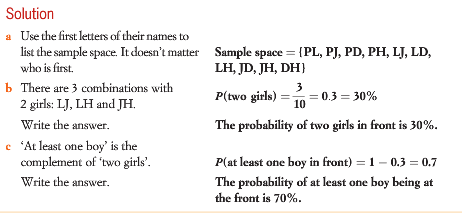 Solution
a Use the first letters of their names to
list the sample space. It doesn't matter
who is first.
Sample space = {PL, PJ, PD, PH, LJ, LD,
LH, JD, JH, DH}
b There are 3 combinations with
2 girls: LJ, LH and JH.
P(two girls) = 3/10 = 0.3 = 30%
Write the answer.
The probability of two girls in front is 30%.
c 'At least one boy' is the
complement of 'two girls'.
P(at least one boy in front) = 1 – 0.3 = 0.7
Write the answer.
The probability of at least one boy being at
the front is 70%.